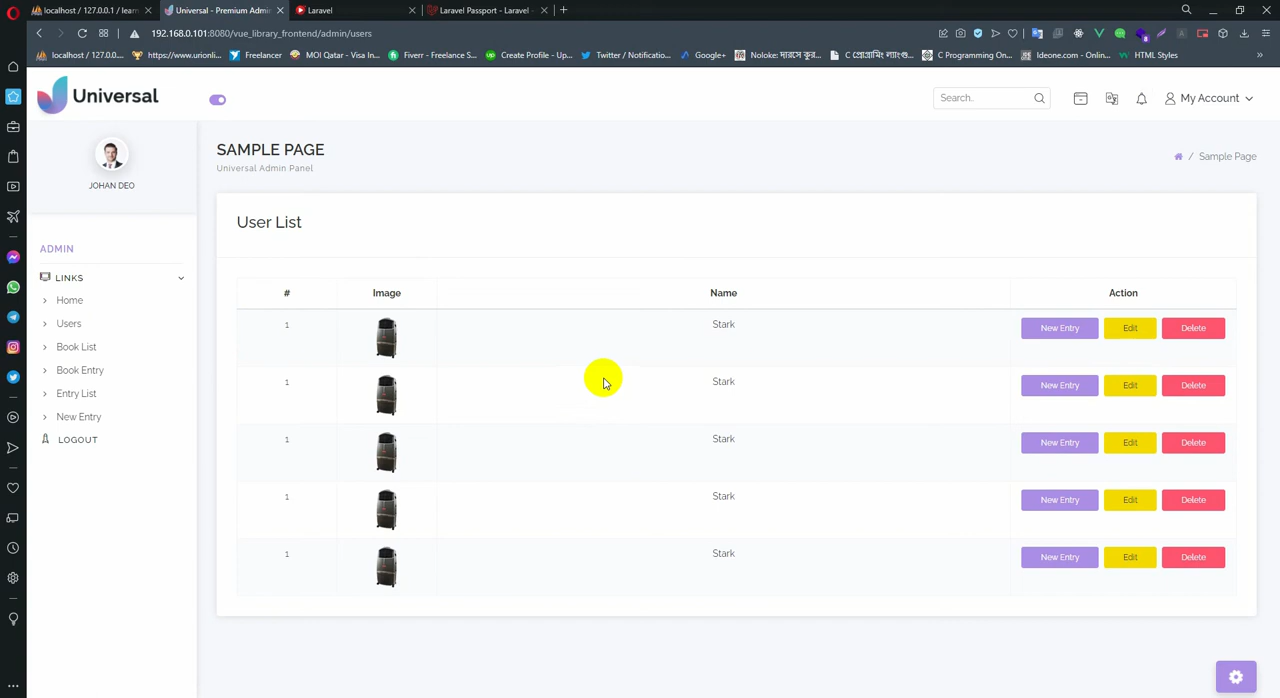 localhost / 127.0.0.1 / lear
Universal - Premium Admi
Laravel
Laravel Passport - Laravel
192.168.0.101:8080/vue_library_frontend/admin/users
localhost / 127.0.0....
https://www.urionli...
Freelancer
MOI Qatar - Visa In...
Fiverr - Freelance S...
Create Profile - Up...
Twitter / Notificatio...
Google+
C Programming On...
Ideone.com - Onlin...
HTML Styles
Universal
Search..
My Account
JOHAN DEO
SAMPLE PAGE
Universal Admin Panel
/ Sample Page
ADMIN
LINKS
Home
Users
Book List
Book Entry
Entry List
New Entry
LOGOUT
User List
# Image Name Action
1 Stark New Entry Edit Delete
1 Stark New Entry Edit Delete
1 Stark New Entry Edit Delete
1 Stark New Entry Edit Delete
1 Stark New Entry Edit Delete